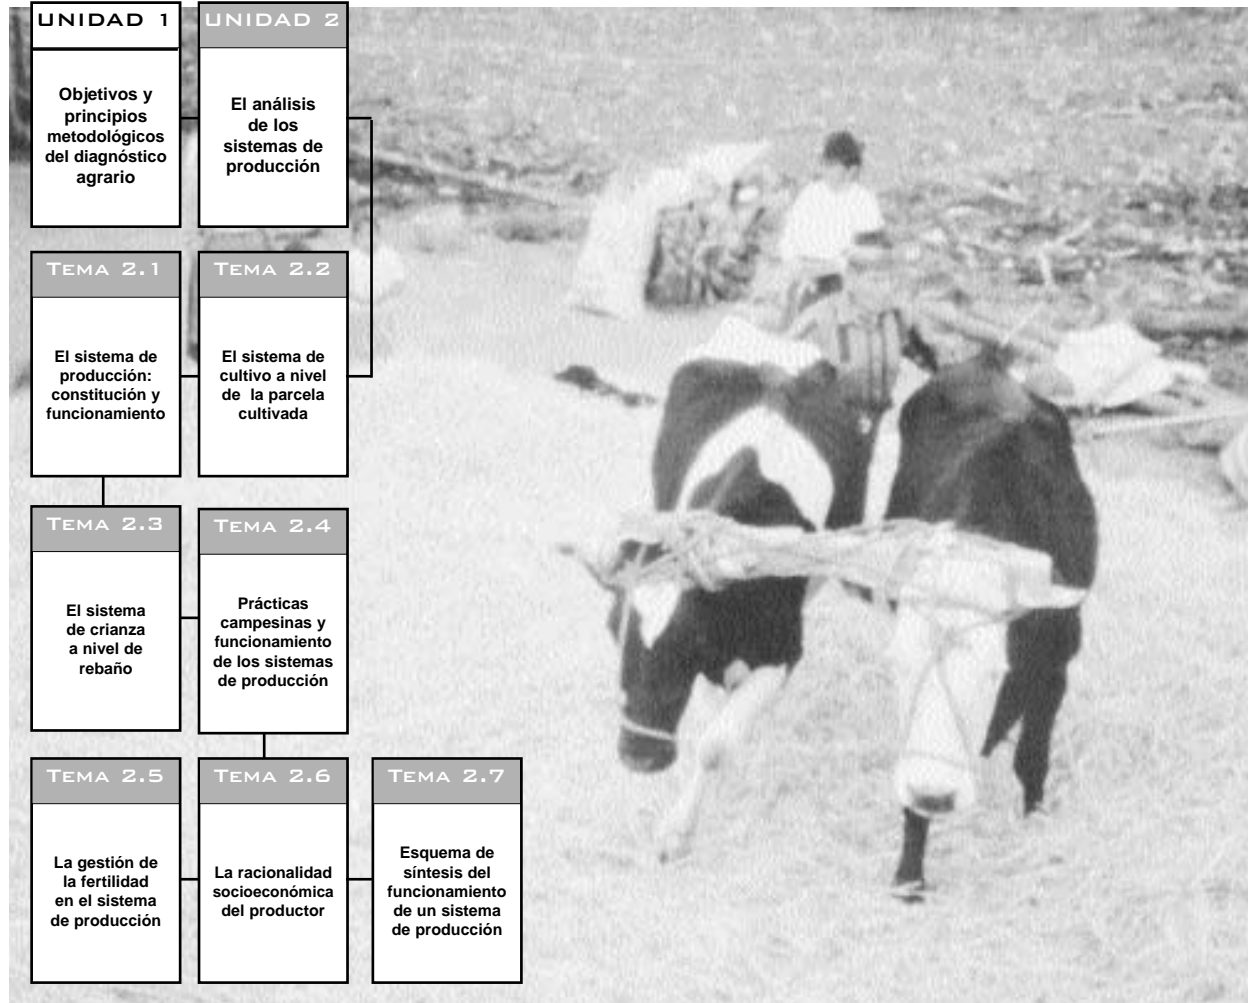 UNIDAD 1
Objetivos y
principios
metodológicos
del diagnóstico
agrario
UNIDAD 2
El análisis
de los
sistemas de
producción
TEMA 2.1
El sistema de
producción:
constitución y
funcionamiento
TEMA 2.2
El sistema de
cultivo a nivel
de la parcela
cultivada
TEMA 2.3
El sistema
de crianza
a nivel de
rebaño
TEMA 2.4
Prácticas
campesinas y
funcionamiento
de los sistemas
de producción
TEMA 2.5
La gestión de
la fertilidad
en el sistema
de producción
TEMA 2.6
La racionalidad
socioeconómica
del productor
TEMA 2.7
Esquema de
síntesis del
funcionamiento
de un sistema
de producción